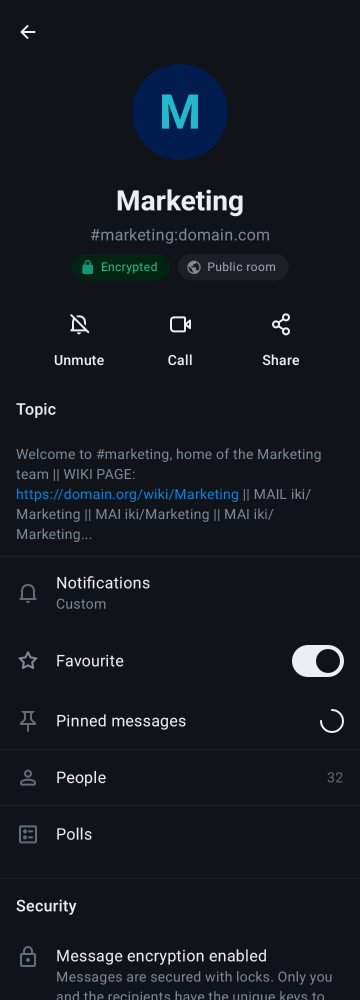 M
Marketing
#marketing:domain.com
Encrypted
Public room
Unmute
Call
Share
Topic
Welcome to #marketing, home of the Marketing
team || WIKI PAGE:
https://domain.org/wiki/Marketing || MAIL iki/
Marketing || MAI iki/Marketing || MAI iki/
Marketing...
Notifications
Custom
Favourite
Pinned messages
People
32
Polls
Security
Message encryption enabled
Messages are secured with locks. Only you
and the recipients have the unique keys to